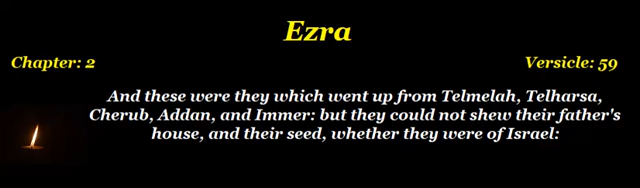 Ezra
Chapter: 2 Versicle: 59
And these were they which went up from Telmelah, Telharsa,
Cherub, Addan, and Immer: but they could not shew their father's
house, and their seed, whether they were of Israel: